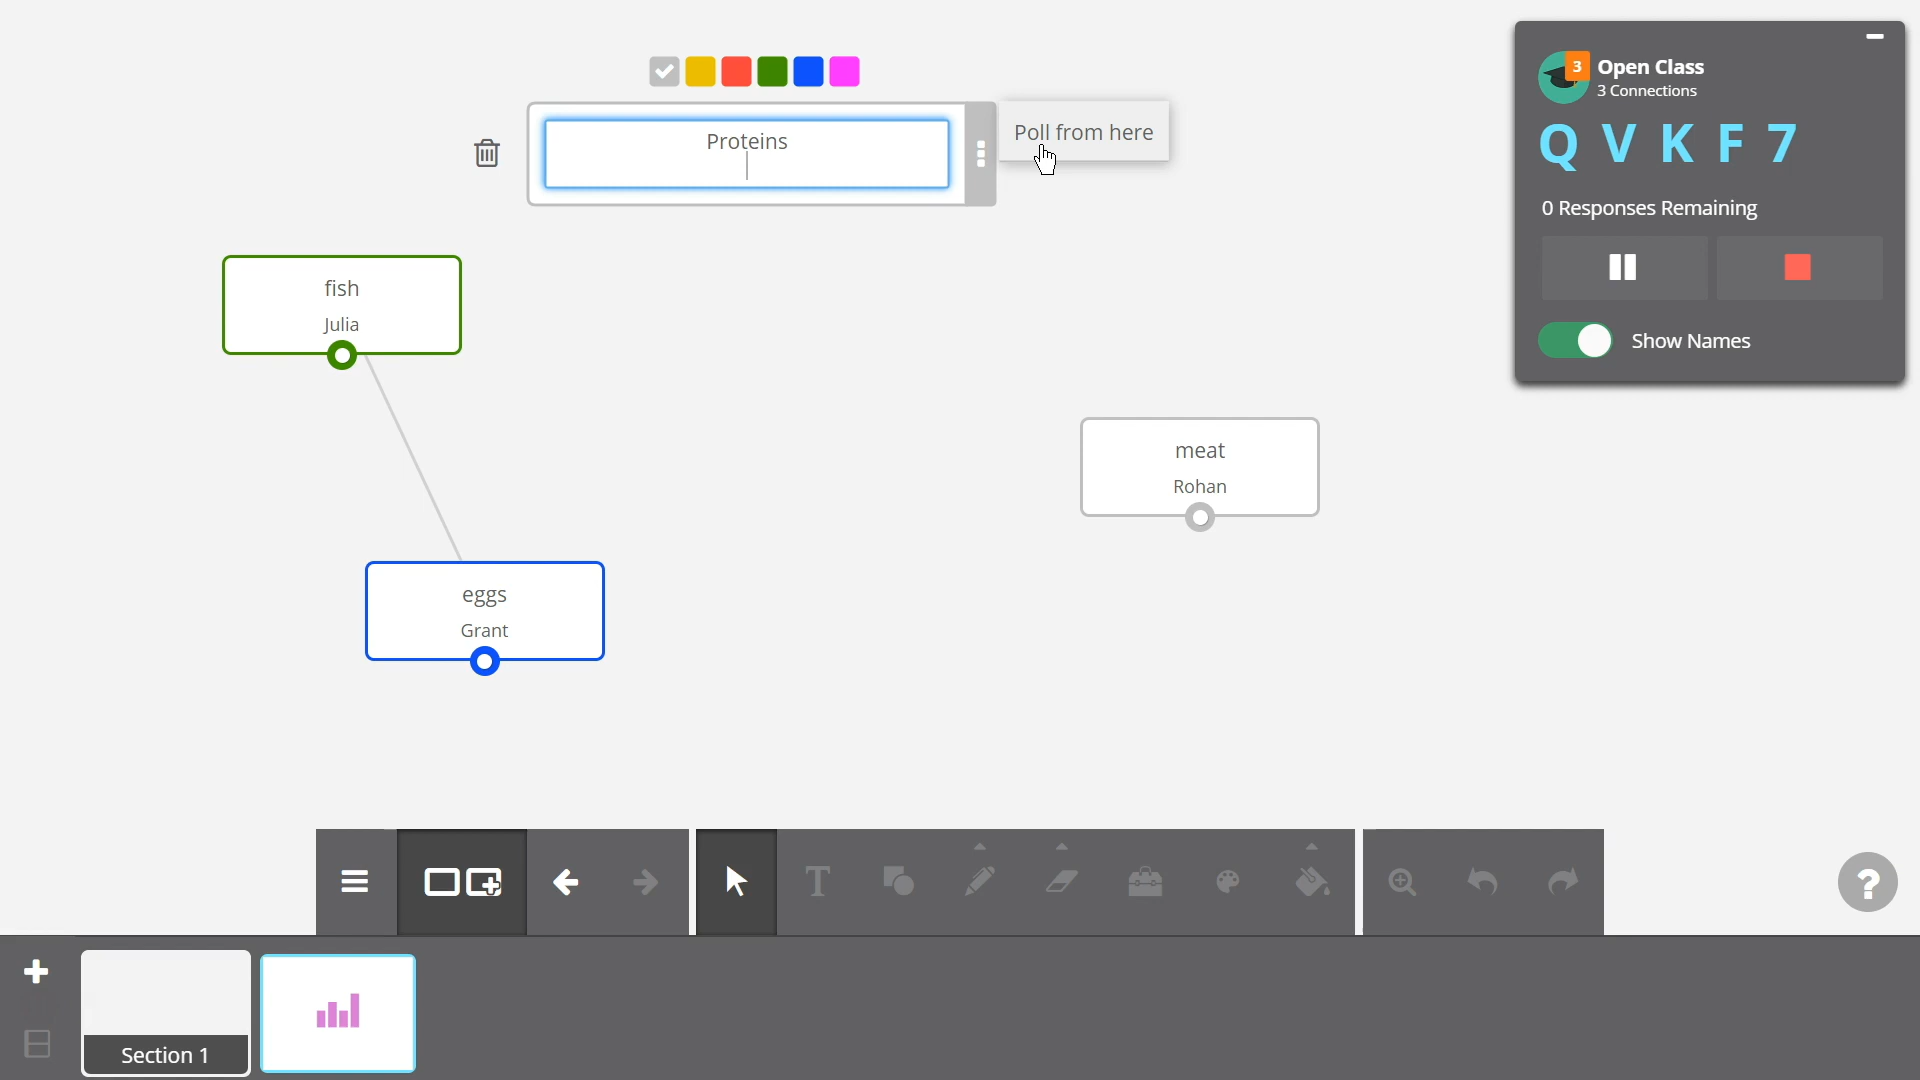 Proteins
Poll from here
3
Open Class
3 Connections
Q V K F 7
0 Responses Remaining
Show Names
fish
Julia
meat
Rohan
eggs
Grant
T
?
Section 1